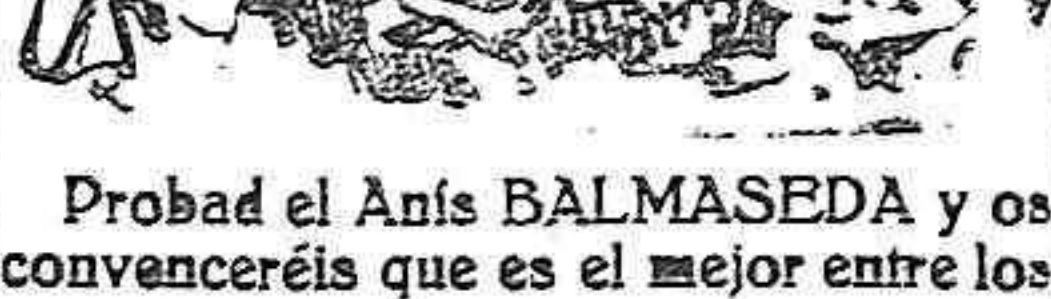 Probad el Anís BALMASEDA y os
convenceréis que es el mejor entre los